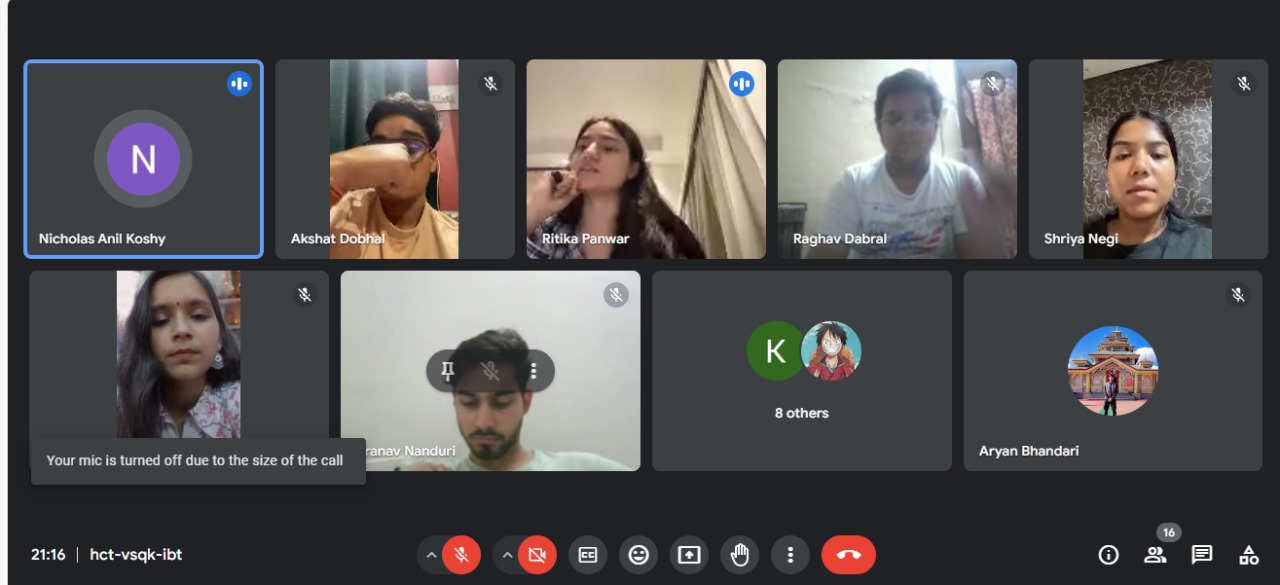 N
Nicholas Anil Koshy
Akshat Dobhal
Ritika Panwar
Raghav Dabral
Shriya Negi
ranav Nanduri
K
8 others
Aryan Bhandari
Your mic is turned off due to the size of the call
21:16 | hct-vsqk-ibt
CC
16